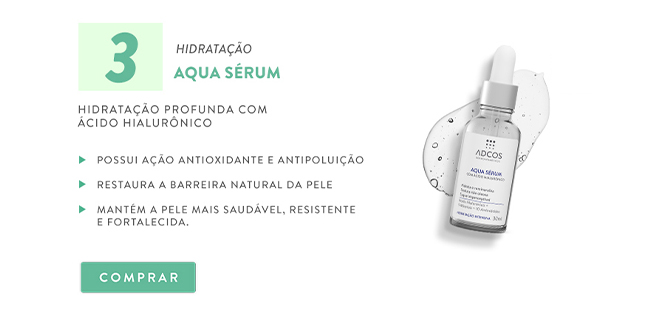 3
HIDRATAÇÃO
AQUA SÉRUM
HIDRATAÇÃO PROFUNDA COM
ÁCIDO HIALURÔNICO
POSSUI AÇÃO ANTIOXIDANTE E ANTIPOLUIÇÃO
RESTAURA A BARREIRA NATURAL DA PELE
MANTÉM A PELE MAIS SAUDÁVEL, RESISTENTE
E FORTALECIDA.
COMPRAR
ADCOS
AQUA SÉRUM
30ml